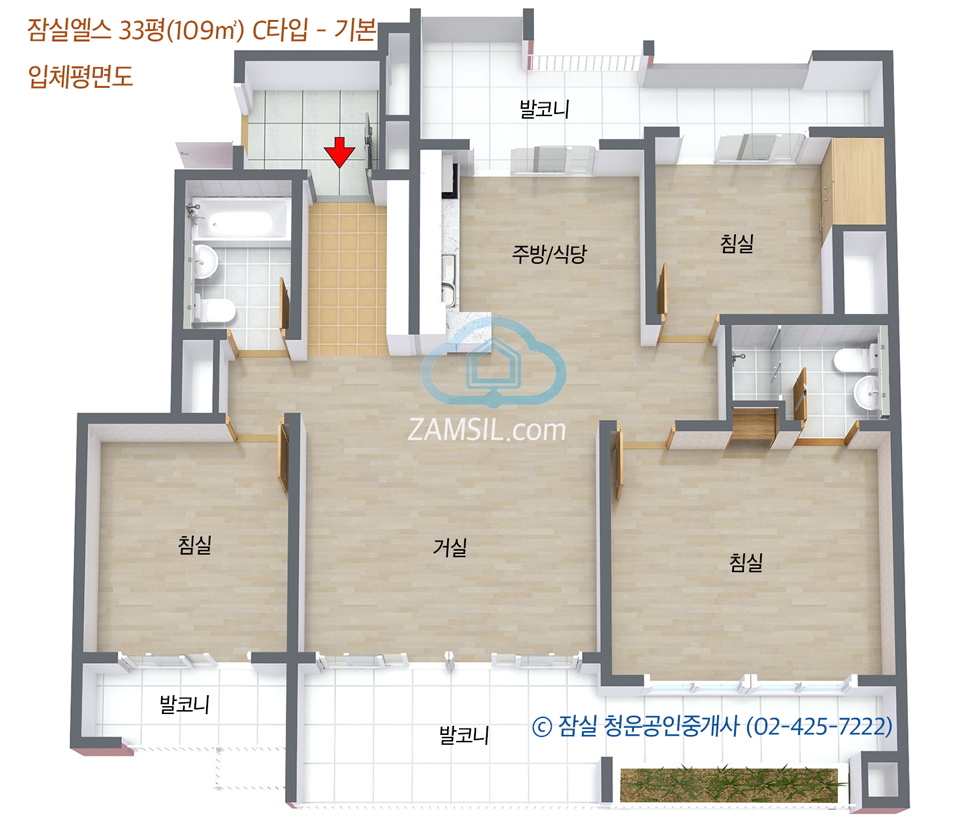 잠실엘스 33평(109㎡) C타입 - 기본
입체평면도
발코니
침실
주방/식당
ZAMSIL.com
침실
거실
침실
발코니
발코니
© 잠실 청운공인중개사 (02-425-7222)